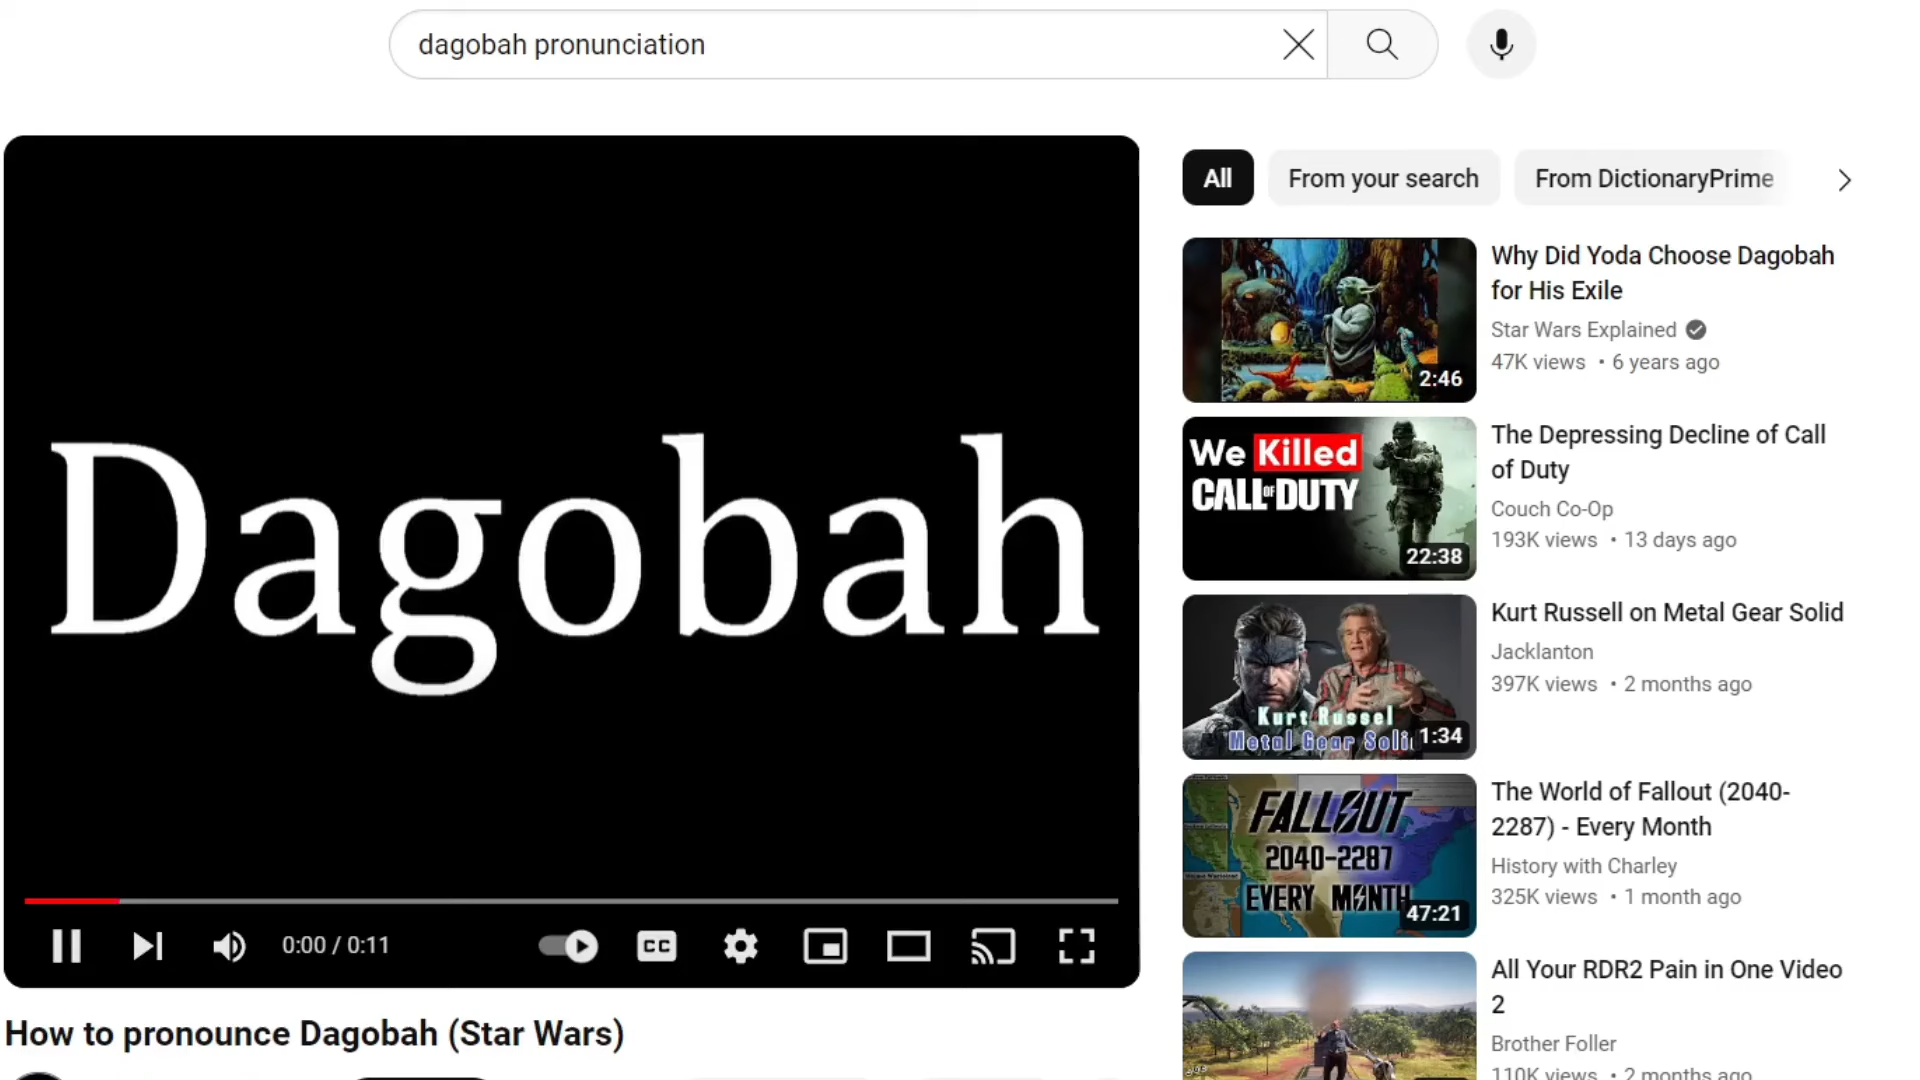 dagobah pronunciation
Dagobah
0:00 / 0:11
CC
How to pronounce Dagobah (Star Wars)
All
From your search
From DictionaryPrime
2:46
Why Did Yoda Choose Dagobah
for His Exile
Star Wars Explained
47K views • 6 years ago
We Killed
CALL OF DUTY
22:38
The Depressing Decline of Call
of Duty
Couch Co-Op
193K views • 13 days ago
Kurt Russel
Metal Gear Soli
1:34
Kurt Russell on Metal Gear Solid
Jacklanton
397K views • 2 months ago
FALLOUT
2040-2287
EVERY MONTH
47:21
The World of Fallout (2040-
2287) - Every Month
History with Charley
325K views • 1 month ago
All Your RDR2 Pain in One Video
2
Brother Foller
110K views • 2 months ago